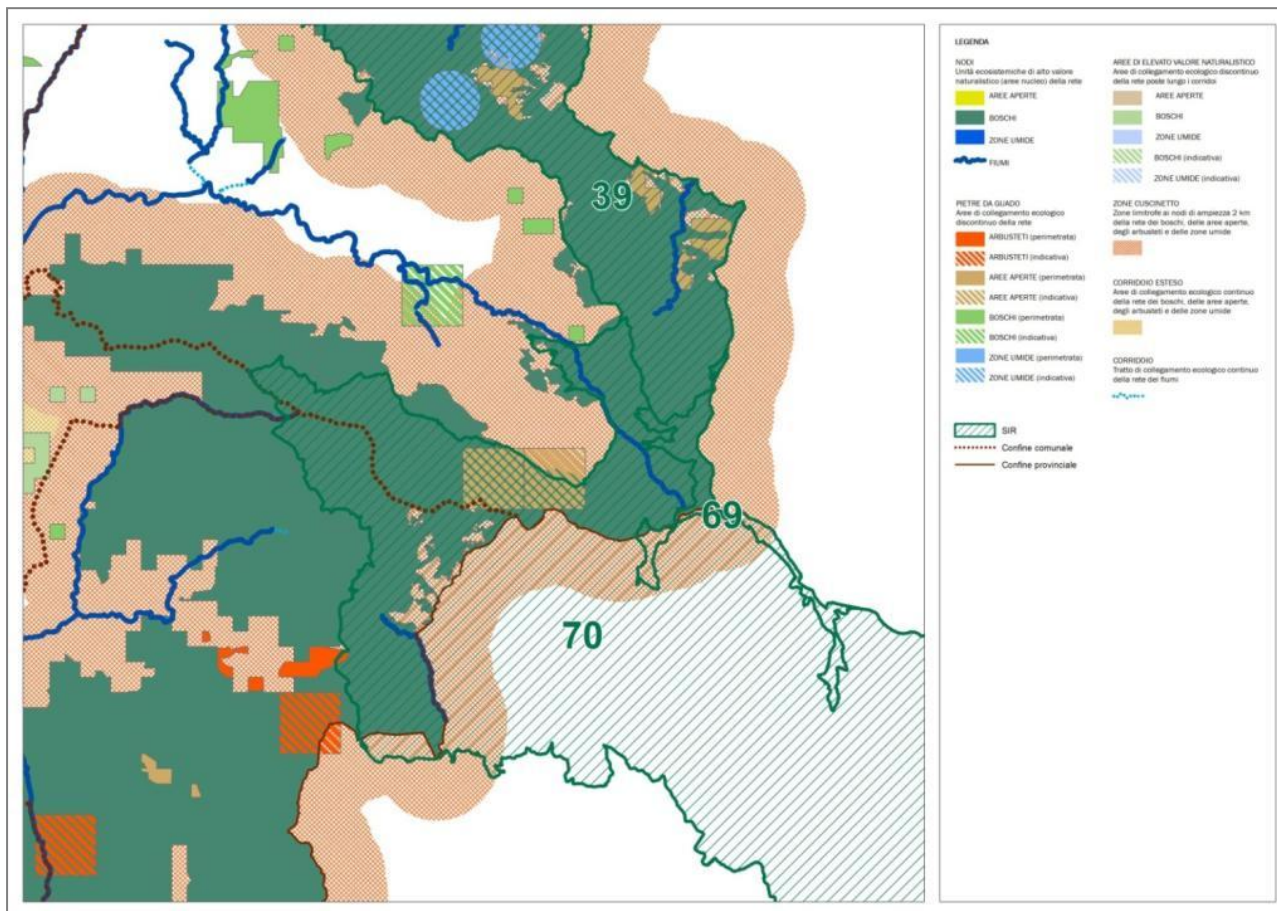 39
69
70
LEGENDA
NODI
Unità ecosistemiche di alto valore
naturalistico (aree nucleo) della rete
AREE APERTE
BOSCHI
ZONE UMIDE
FIUMI
PIETRE DA GUADO
Aree di collegamento ecologico
discontinuo della rete
ARBUSTETI (perimetrata)
ARBUSTETI (indicativa)
AREE APERTE (perimetrata)
AREE APERTE (indicativa)
BOSCHI (perimetrata)
BOSCHI (indicativa)
ZONE UMIDE (perimetrata)
ZONE UMIDE (indicativa)
SIR
Confine comunale
Confine provinciale
AREE DI ELEVATO VALORE NATURALISTICO
Aree di collegamento ecologico discontinuo
della rete poste lungo i corridoi
AREE APERTE
BOSCHI
ZONE UMIDE
BOSCHI (indicativa)
ZONE UMIDE (indicativa)
ZONE CUSCINETTO
Zone limitrofe ai nodi di ampiezza 2 km
della rete dei boschi, delle aree aperte,
degli arbusteti e delle zone umide
CORRIDOIO ESTESO
Aree di collegamento ecologico continuo
della rete dei boschi, delle aree aperte,
degli arbusteti e delle zone umide
CORRIDOIO
Tratto di collegamento ecologico continuo
della rete dei fiumi